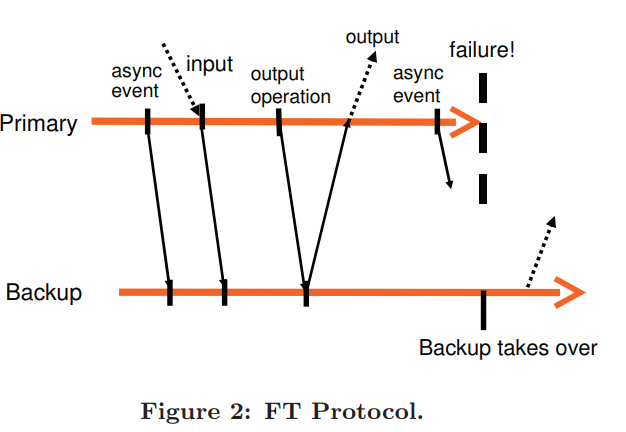 output
failure!
async
event
input
output
operation
async
event
Primary
Backup
Backup takes over
Figure 2: FT Protocol.